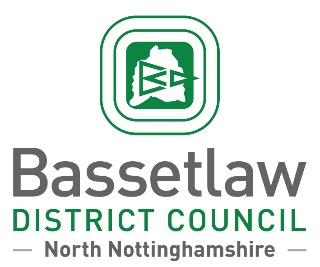 Bassetlaw
DISTRICT COUNCIL
North Nottinghamshire